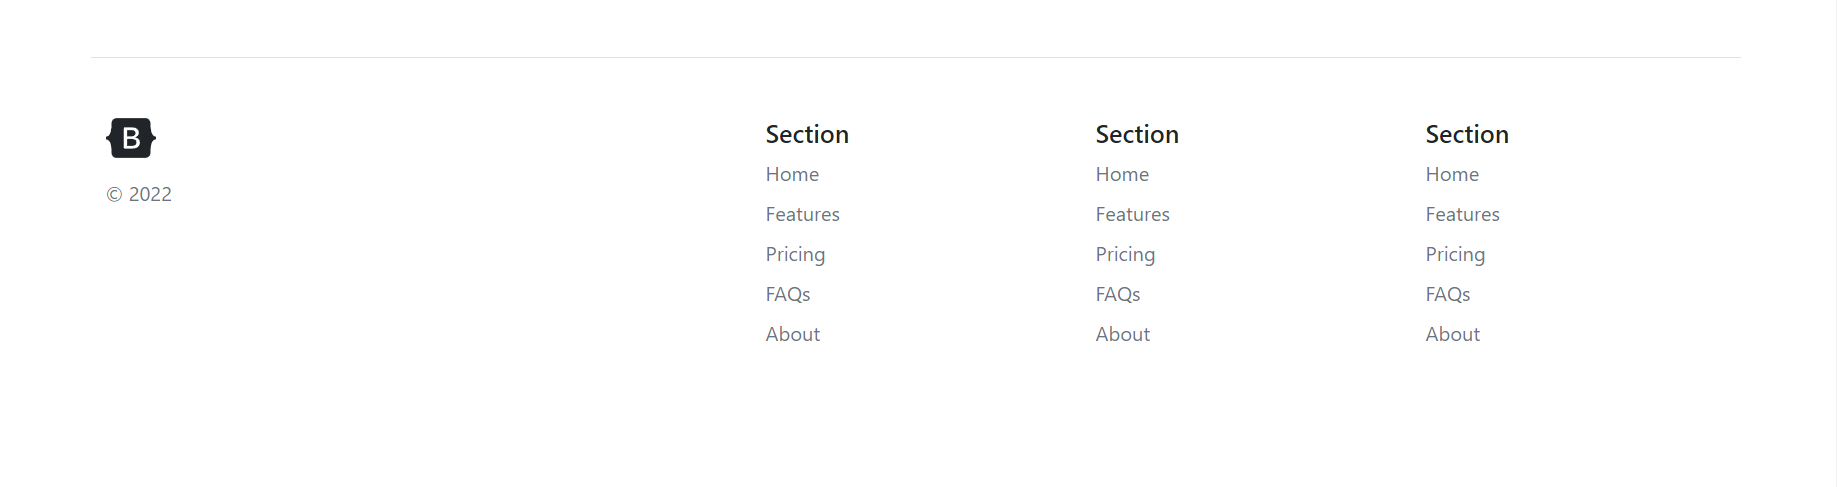 B
© 2022
Section
Home
Features
Pricing
FAQs
About
Section
Home
Features
Pricing
FAQs
About
Section
Home
Features
Pricing
FAQs
About